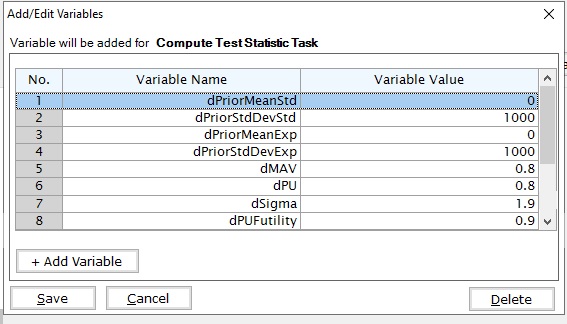 Add/Edit Variables
Variable will be added for Compute Test Statistic Task
No. Variable Name Variable Value
1 dPriorMeanStd 0
2 dPriorStdDevStd 1000
3 dPriorMeanExp 0
4 dPriorStdDevExp 1000
5 dMAV 0.8
6 dPU 0.8
7 dSigma 1.9
8 dPUFutility 0.9
+ Add Variable
Save Cancel Delete